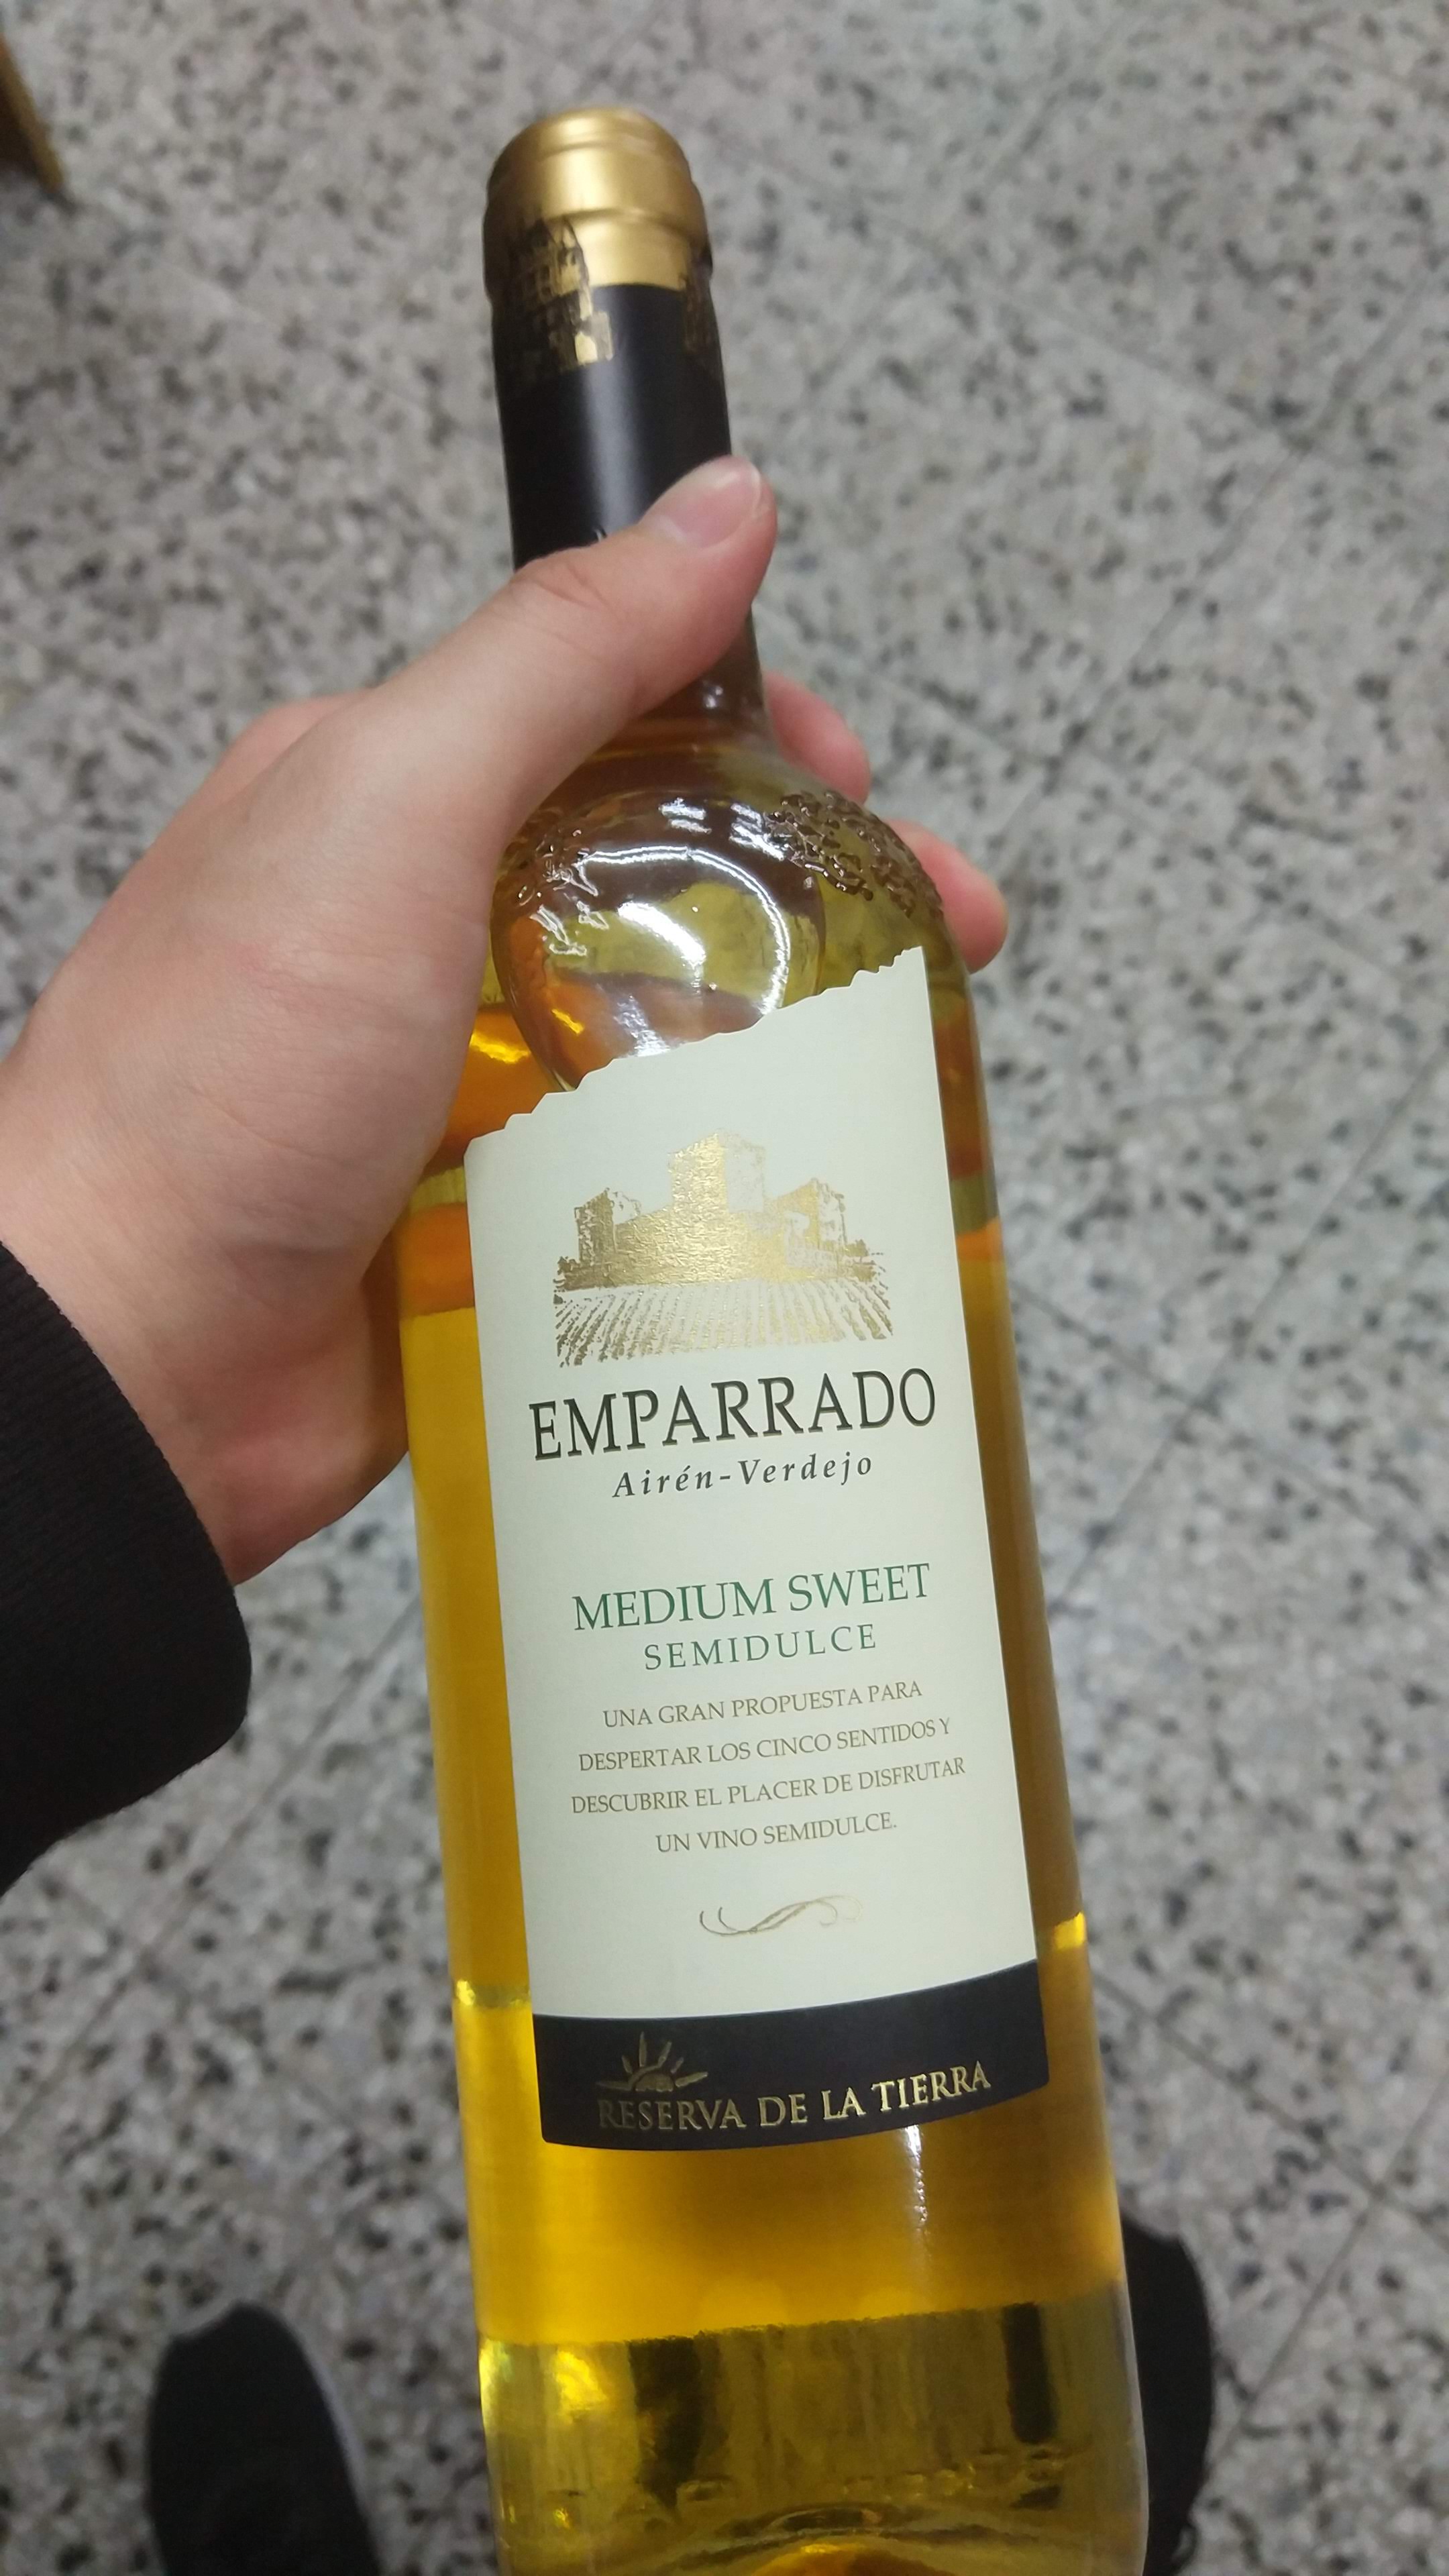 EMPARRADO
Airén-Verdejo
MEDIUM SWEET
SEMIDULCE
UNA GRAN PROPUESTA PARA
DESPERTAR LOS CINCO SENTIDOS Y
DESCUBRIR EL PLACER DE DISFRUTAR
UN VINO SEMIDULCE.
RESERVA DE LA TIERRA